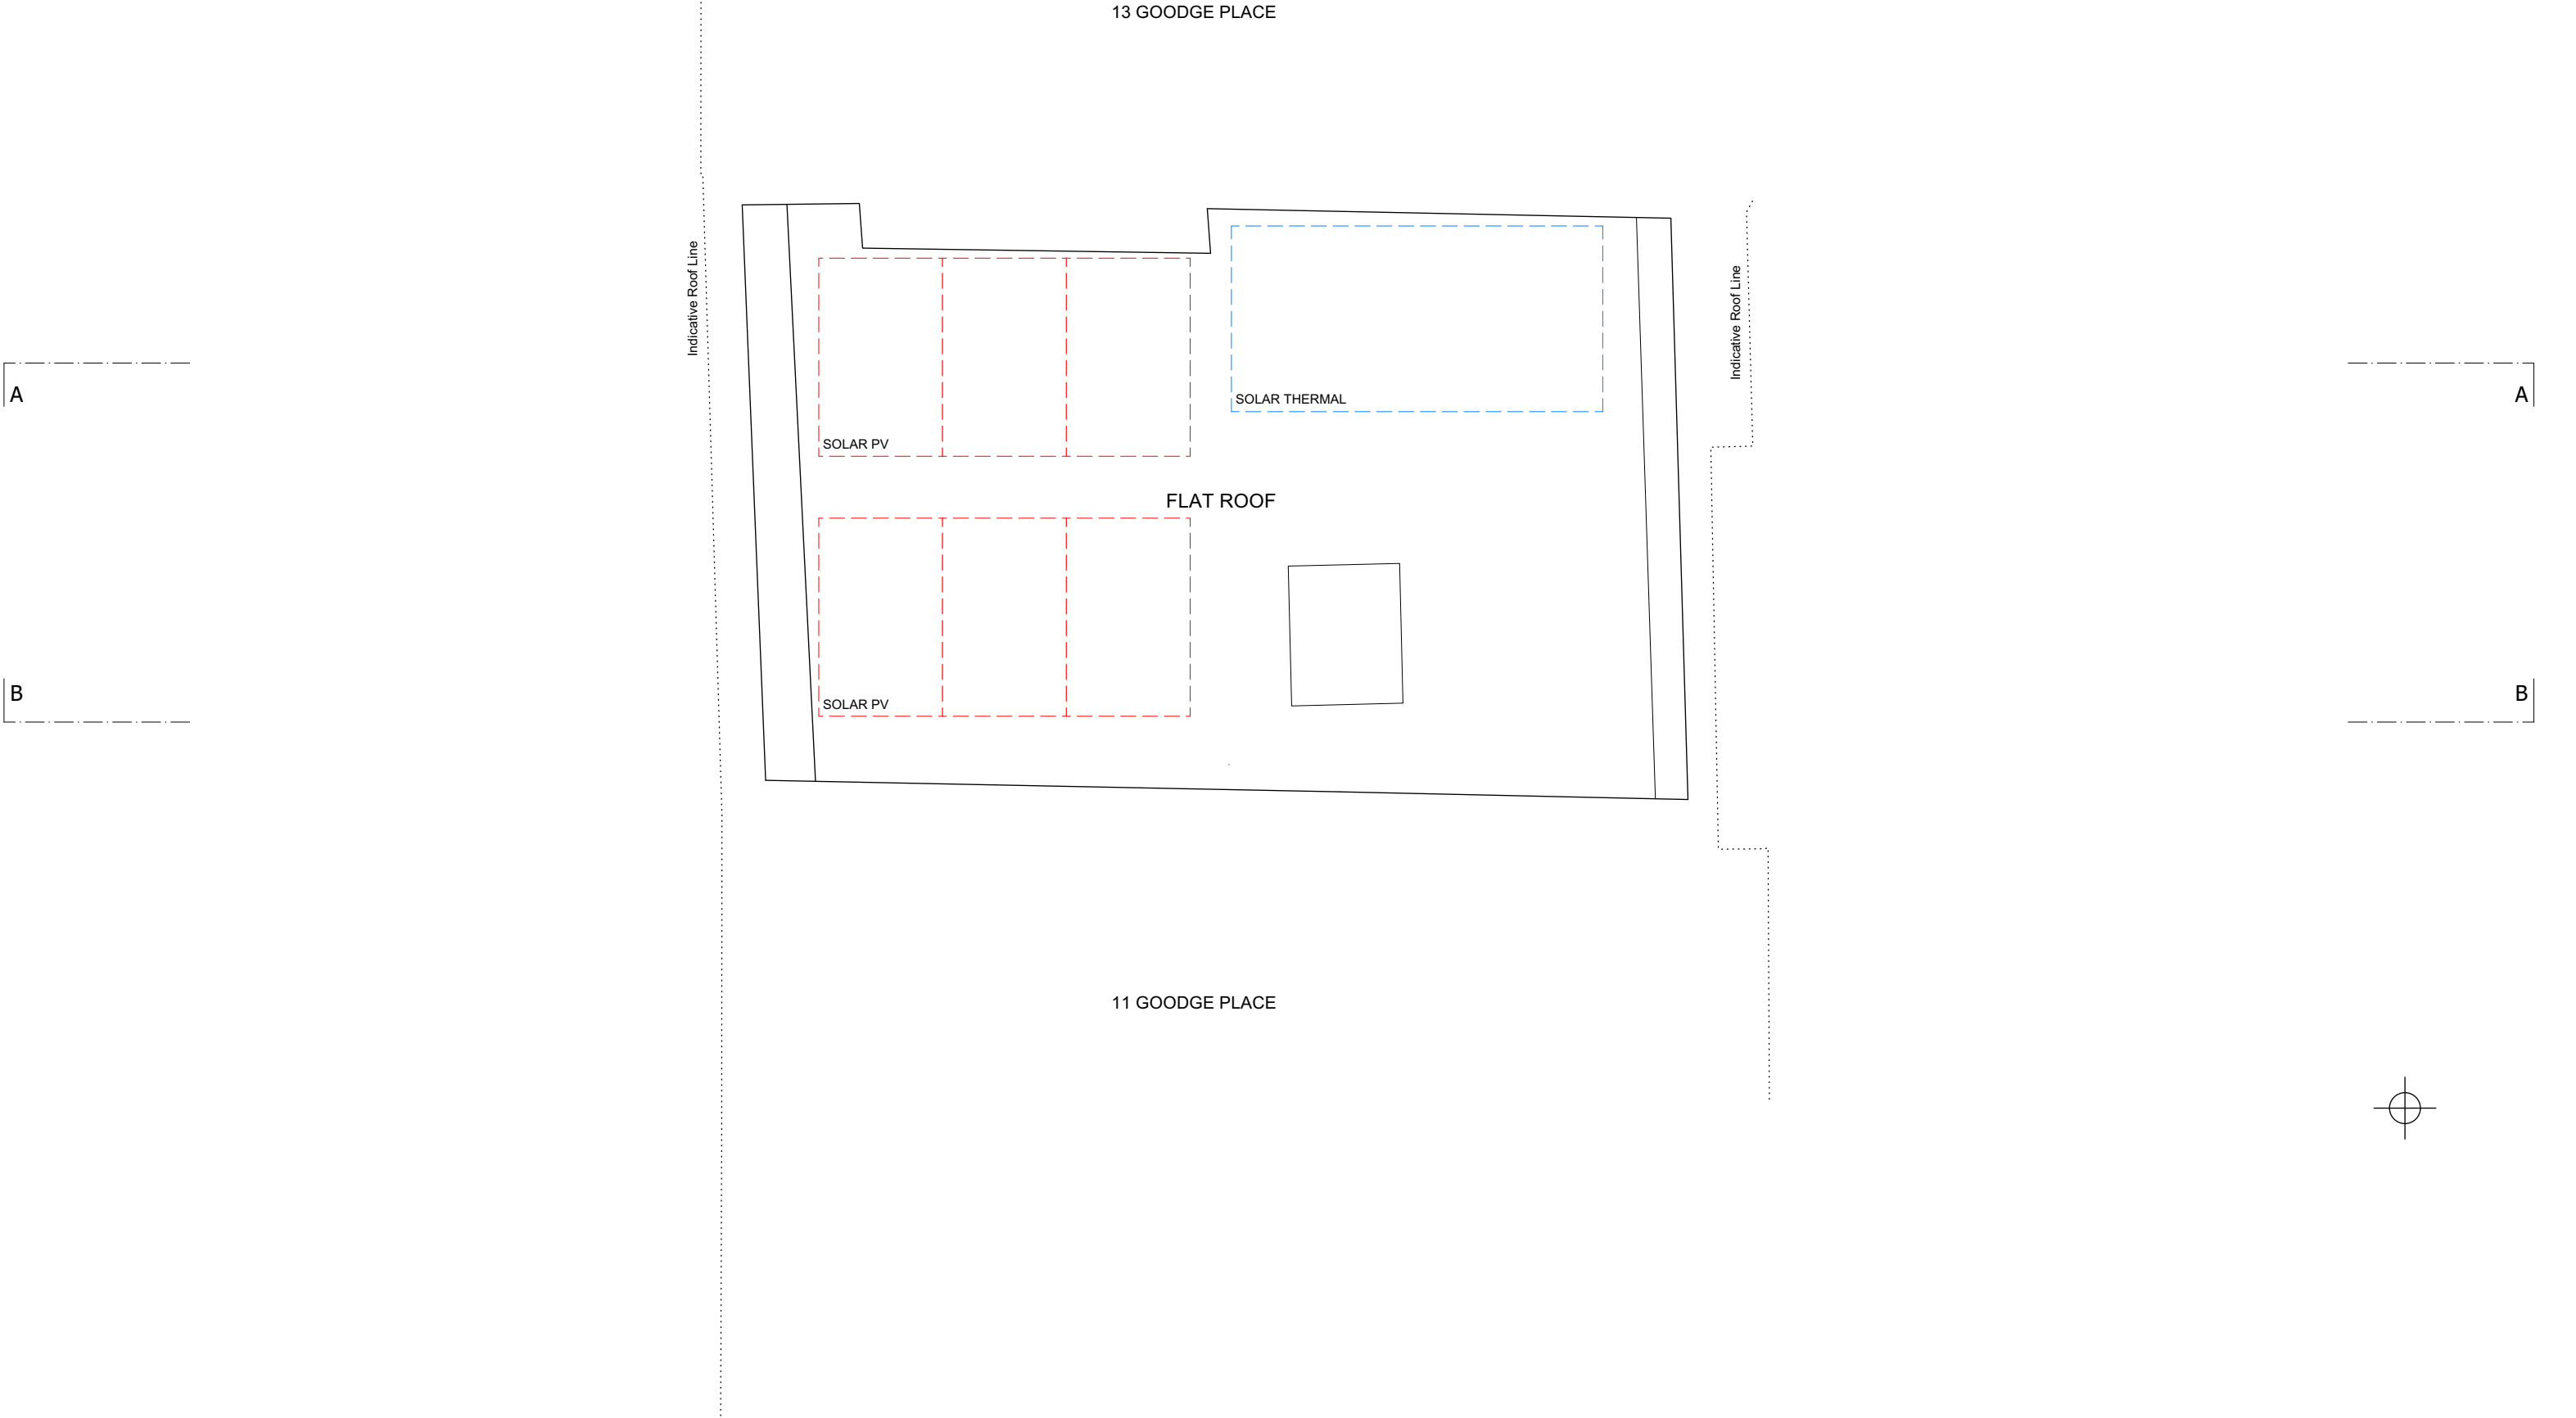 13 GOODGE PLACE
Indicative Roof Line
Indicative Roof Line
A
A
SOLAR THERMAL
SOLAR PV
FLAT ROOF
B
B
SOLAR PV
11 GOODGE PLACE